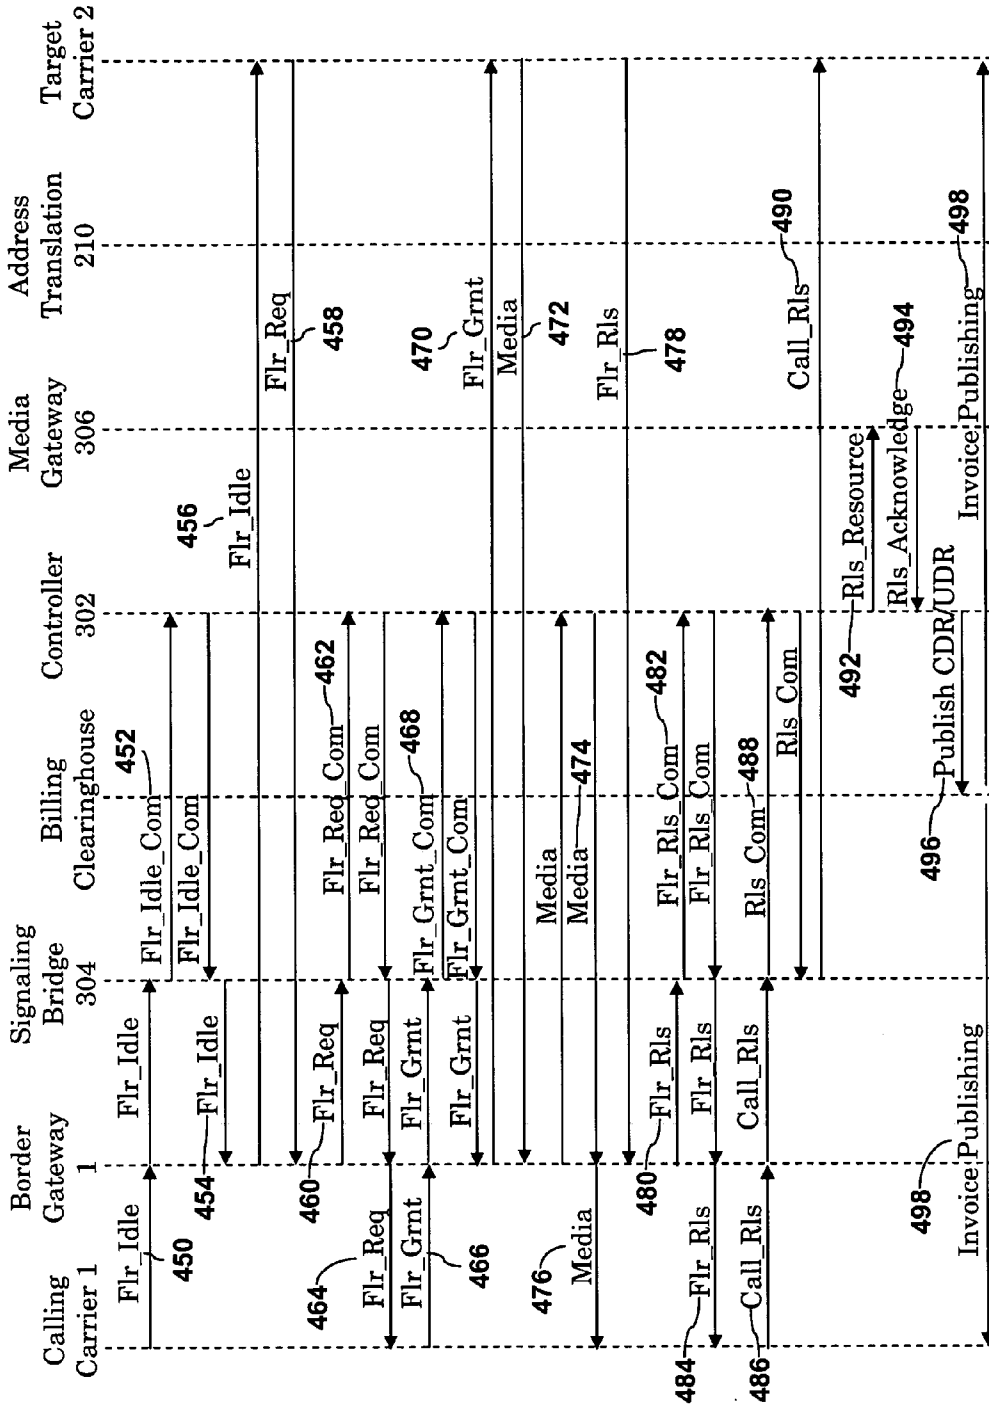 Calling
Carrier 1
Border
Gateway
1
Signaling
Bridge
304
Billing
Clearinghouse
Controller
302
Media
Gateway
306
Address
Translation
210
Target
Carrier 2
Flr_Idle
450
Flr_Idle
Flr_Idle_Com
452
Flr_Idle_Com
454
Flr_Idle
456
Flr_Idle
Flr_Req
458
460
Flr_Req
Flr_Req_Com
462
Flr_Req_Com
Flr_Req
464
Flr_Req
Flr_Grnt
466
Flr_Grnt
Flr_Grnt_Com
468
Flr_Grnt_Com
Flr_Grnt
470
Flr_Grnt
Media
472
Media
Media
474
476
Media
Flr_Rls
478
480
Flr_Rls
Flr_Rls_Com
482
Flr_Rls_Com
Flr_Rls
484
Flr_Rls
486
Call_Rls
Call_Rls
Rls_Com
488
Rls_Com
Call_Rls
490
492
Rls_Resource
Rls_Acknowledge
494
496
Publish CDR/UDR
498
Invoice Publishing
Invoice Publishing
498